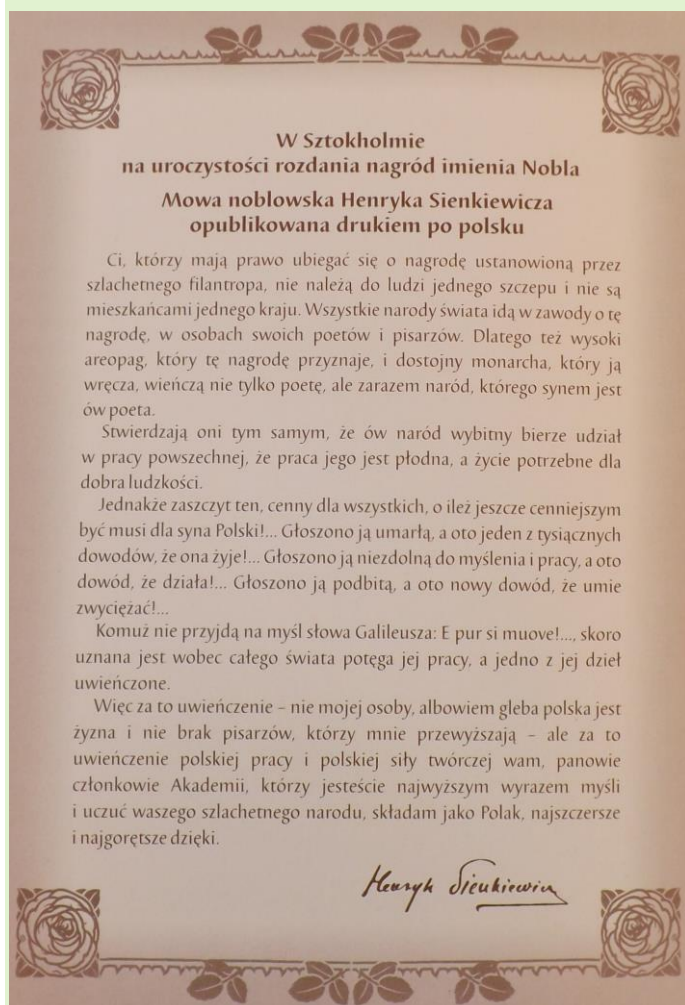 W Sztokholmie
na uroczystości rozdania nagród imienia Nobla
Mowa noblowska Henryka Sienkiewicza
opublikowana drukiem po polsku
Ci, którzy mają prawo ubiegać się o nagrodę ustanowioną przez
szlachetnego filantropa, nie należą do ludzi jednego szczepu i nie są
mieszkańcami jednego kraju. Wszystkie narody świata idą w zawody o tę
nagrodę, w osobach swoich poetów i pisarzów. Dlatego też wysoki
areopag, który tę nagrodę przyznaje, i dostojny monarcha, który ją
wręcza, wieńczą nie tylko poetę, ale zarazem naród, którego synem jest
ów poeta.
Stwierdzają oni tym samym, że ów naród wybitny bierze udział
w pracy powszechnej, że praca jego jest płodna, a życie potrzebne dla
dobra ludzkości.
Jednakże zaszczyt ten, cenny dla wszystkich, o ileż jeszcze cenniejszym
być musi dla syna Polski!... Głoszono ją umarłą, a oto jeden z tysiącznych
dowodów, że ona żyje!... Głoszono ją niezdolną do myślenia i pracy, a oto
dowód, że działa!... Głoszono ją podbitą, a oto nowy dowód, że umie
zwyciężać!...
Komuż nie przyjdą na myśl słowa Galileusza: E pur si muove!..., skoro
uznana jest wobec całego świata potęga jej pracy, a jedno z jej dzieł
uwieńczone.
Więc za to uwieńczenie – nie mojej osoby, albowiem gleba polska jest
żyzna i nie brak pisarzów, którzy mnie przewyższają – ale za to
uwieńczenie polskiej pracy i polskiej siły twórczej wam, panowie
członkowie Akademii, którzy jesteście najwyższym wyrazem myśli
i uczuć waszego szlachetnego narodu, składam jako Polak, najszczersze
i najgorętsze dzięki.
Henryk Sienkiewicz